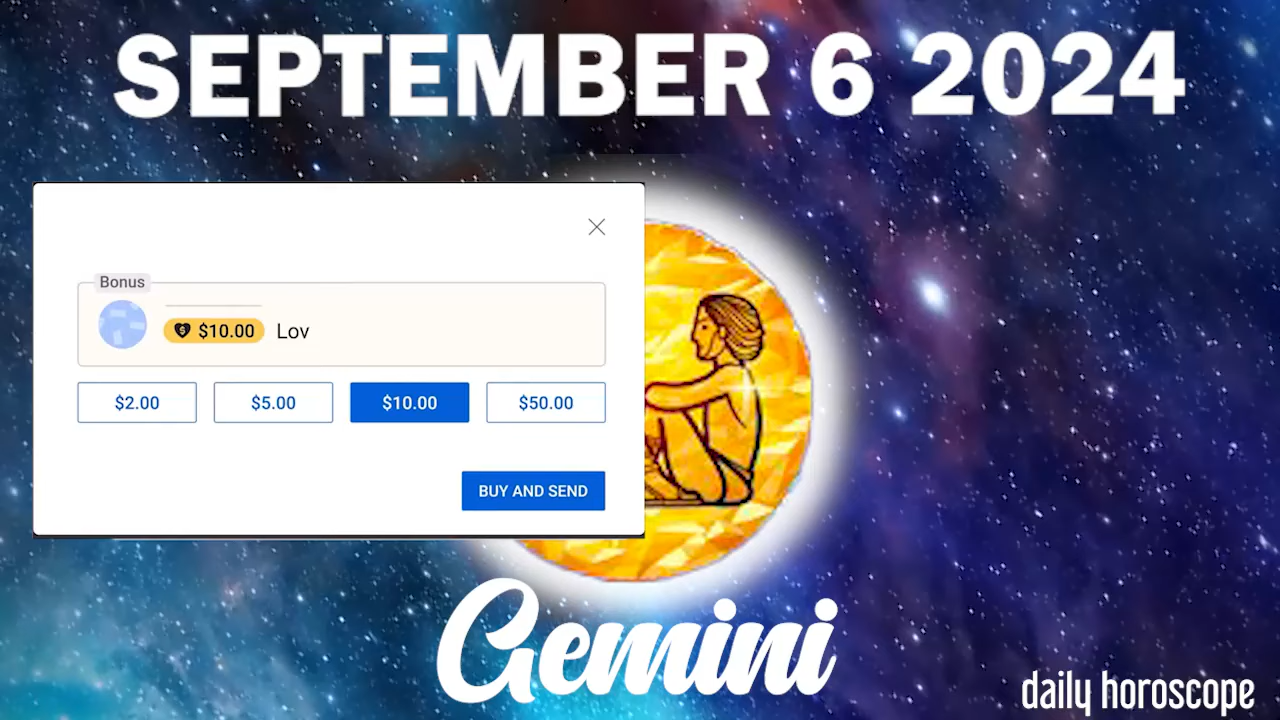 SEPTEMBER 6 2024
Bonus
$10.00 Lov
$2.00 $5.00 $10.00 $50.00
BUY AND SEND
Gemini
daily horoscope